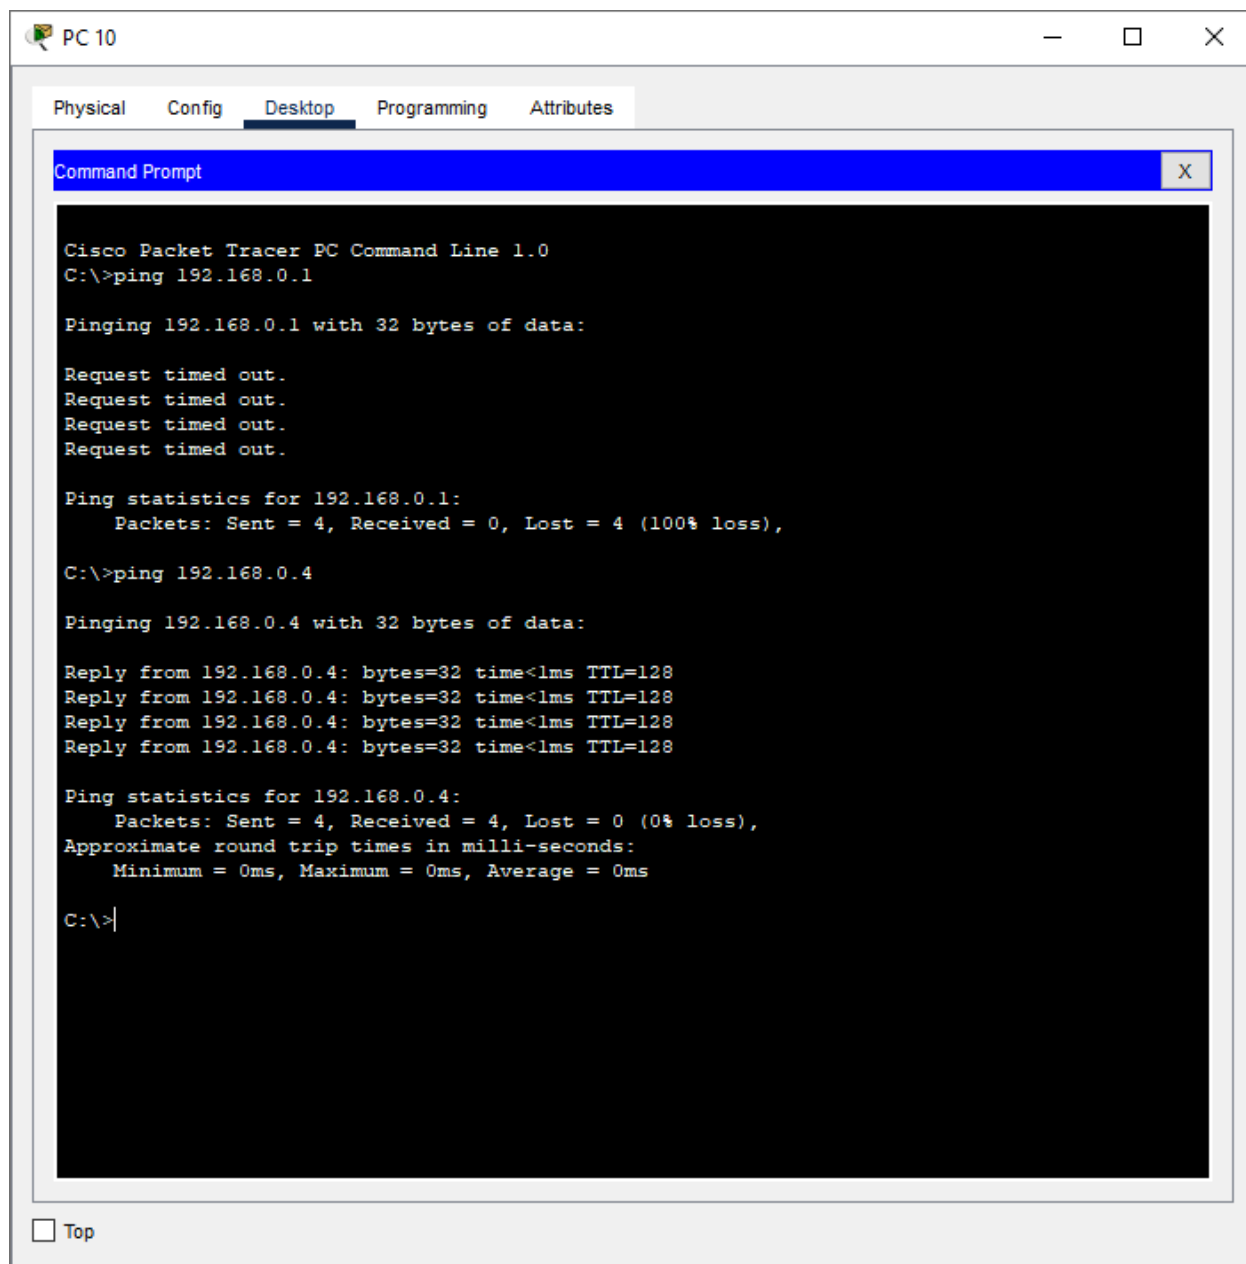 PC 10
Physical Config Desktop Programming Attributes
Command Prompt X
Cisco Packet Tracer PC Command Line 1.0
C:\>ping 192.168.0.1
Pinging 192.168.0.1 with 32 bytes of data:
Request timed out.
Request timed out.
Request timed out.
Request timed out.
Ping statistics for 192.168.0.1:
Packets: Sent = 4, Received = 0, Lost = 4 (100% loss),
C:\>ping 192.168.0.4
Pinging 192.168.0.4 with 32 bytes of data:
Reply from 192.168.0.4: bytes=32 time<1ms TTL=128
Reply from 192.168.0.4: bytes=32 time<1ms TTL=128
Reply from 192.168.0.4: bytes=32 time<1ms TTL=128
Reply from 192.168.0.4: bytes=32 time<1ms TTL=128
Ping statistics for 192.168.0.4:
Packets: Sent = 4, Received = 4, Lost = 0 (0% loss),
Approximate round trip times in milli-seconds:
Minimum = 0ms, Maximum = 0ms, Average = 0ms
C:\>
Top